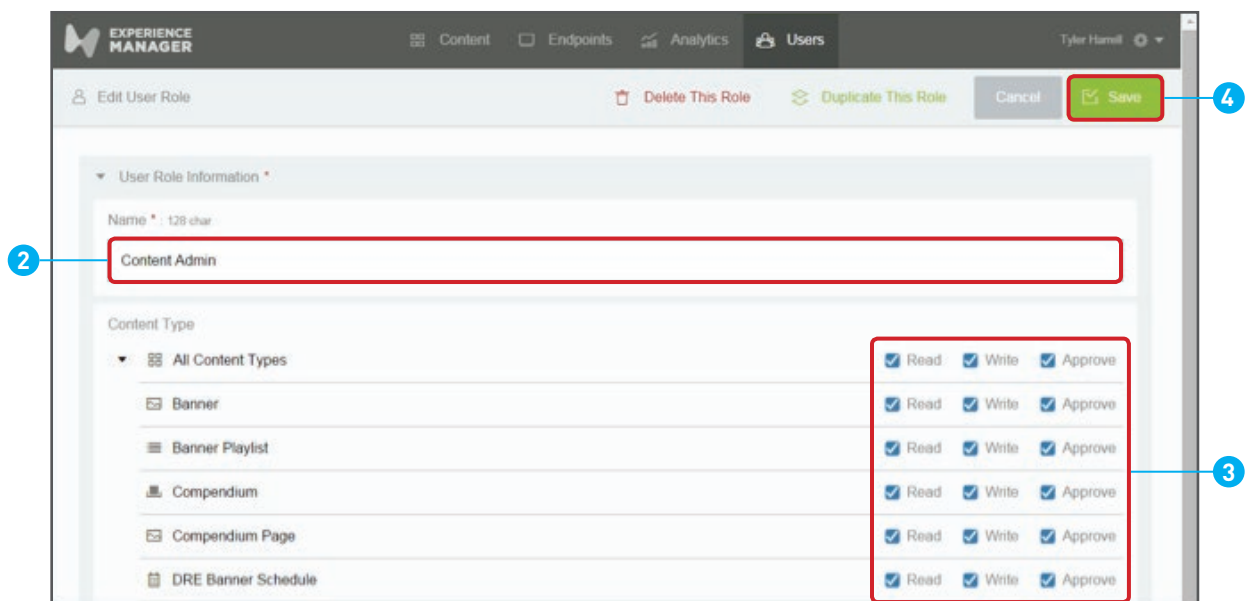 EXPERIENCE
MANAGER
Content Endpoints Analytics Users
Tyler Harrell
Edit User Role Delete This Role Duplicate This Role Cancel Save 4
User Role Information *
Name * : 128 char
2 Content Admin
Content Type
All Content Types Read Write Approve
Banner Read Write Approve
Banner Playlist Read Write Approve
Compendium Read Write Approve
3
Compendium Page Read Write Approve
DRE Banner Schedule Read Write Approve